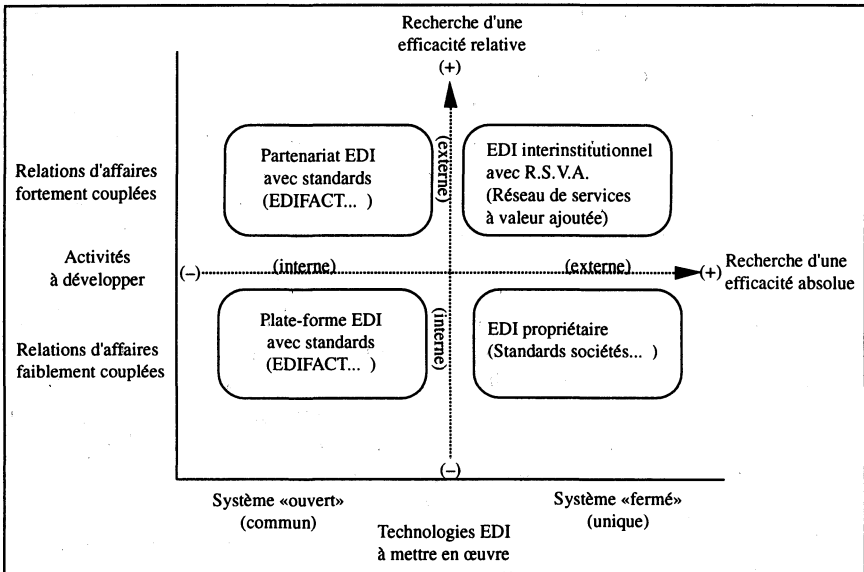 Recherche d'une
efficacité relative
(+)
Relations d'affaires
fortement couplées
Partenariat EDI
avec standards
(EDIFACT... )
(externe)
EDI interinstitutionnel
avec R.S.V.A.
(Réseau de services
à valeur ajoutée)
Activités
à développer
(–)
(interne)
(externe)
(+)
Recherche d'une
efficacité absolue
Relations d'affaires
faiblement couplées
Plate-forme EDI
avec standards
(EDIFACT... )
(interne)
EDI propriétaire
(Standards sociétés... )
(–)
Système «ouvert»
(commun)
Système «fermé»
(unique)
Technologies EDI
à mettre en œuvre